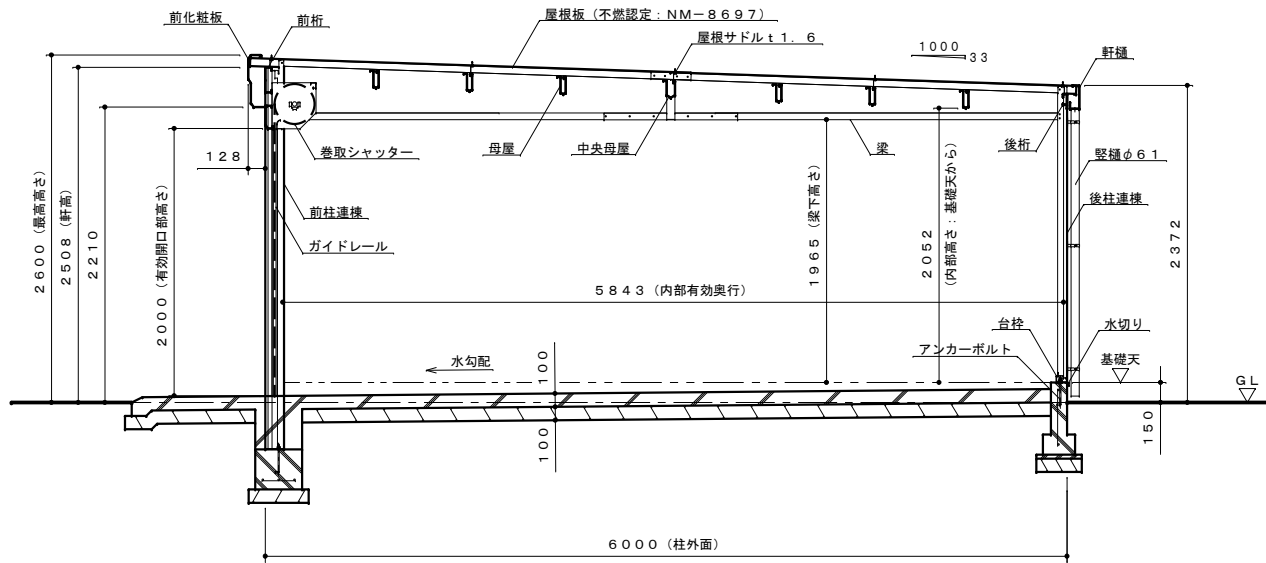 前化粧板
前桁
屋根板（不燃認定：ＮＭ－８６９７）
屋根サドルｔ１．６
１０００
３３
軒樋
巻取シャッター
母屋
中央母屋
梁
後桁
竪樋φ６１
１２８
前柱連棟
後柱連棟
ガイドレール
２６００（最高高さ）
２５０８（軒高）
２２１０
２０００（有効開口部高さ）
１９６５（梁下高さ）
２０５２
（内部高さ：基礎天から）
２３７２
５８４３（内部有効奥行）
台枠
水切り
アンカーボルト
基礎天
水勾配
１００
１００
ＧＬ
１５０
６０００（柱外面）